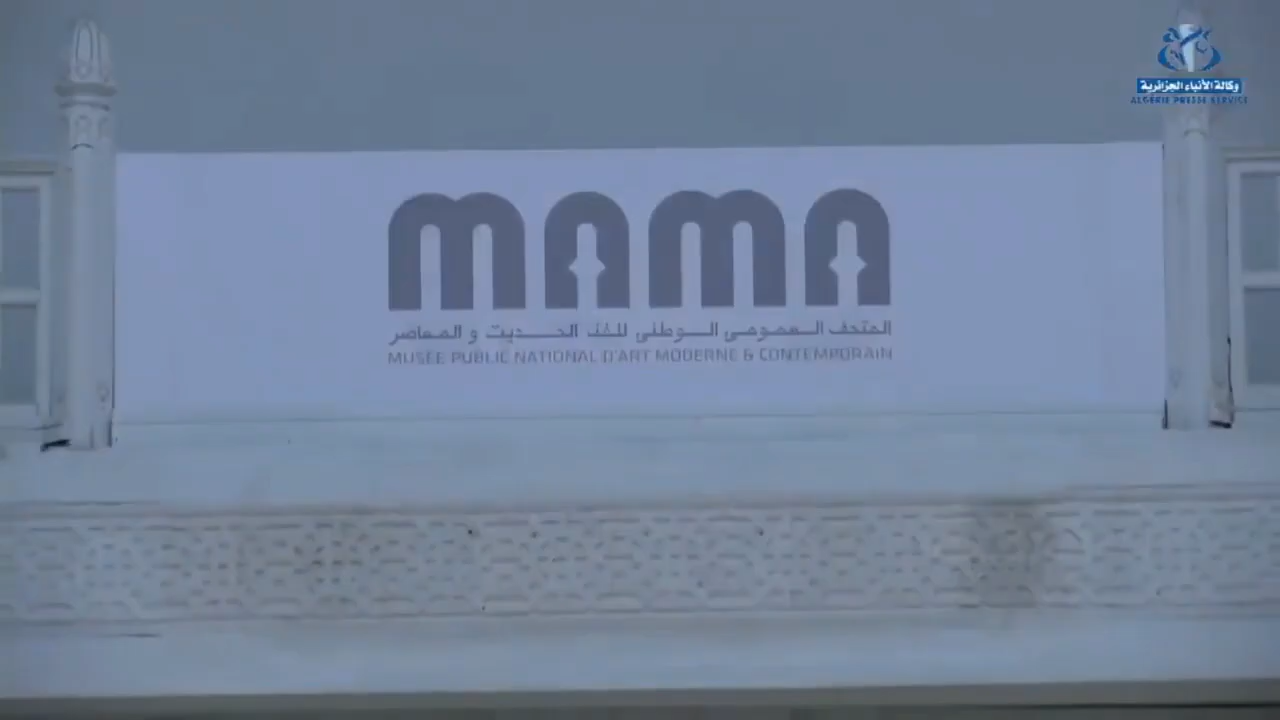 وكالة الأنباء الجزائرية
ALGERIE PRESSE SERVICE
mama
المتحف العمومي الوطني للفن الحديث و المعاصر
MUSÉE PUBLIC NATIONAL D'ART MODERNE & CONTEMPORAIN